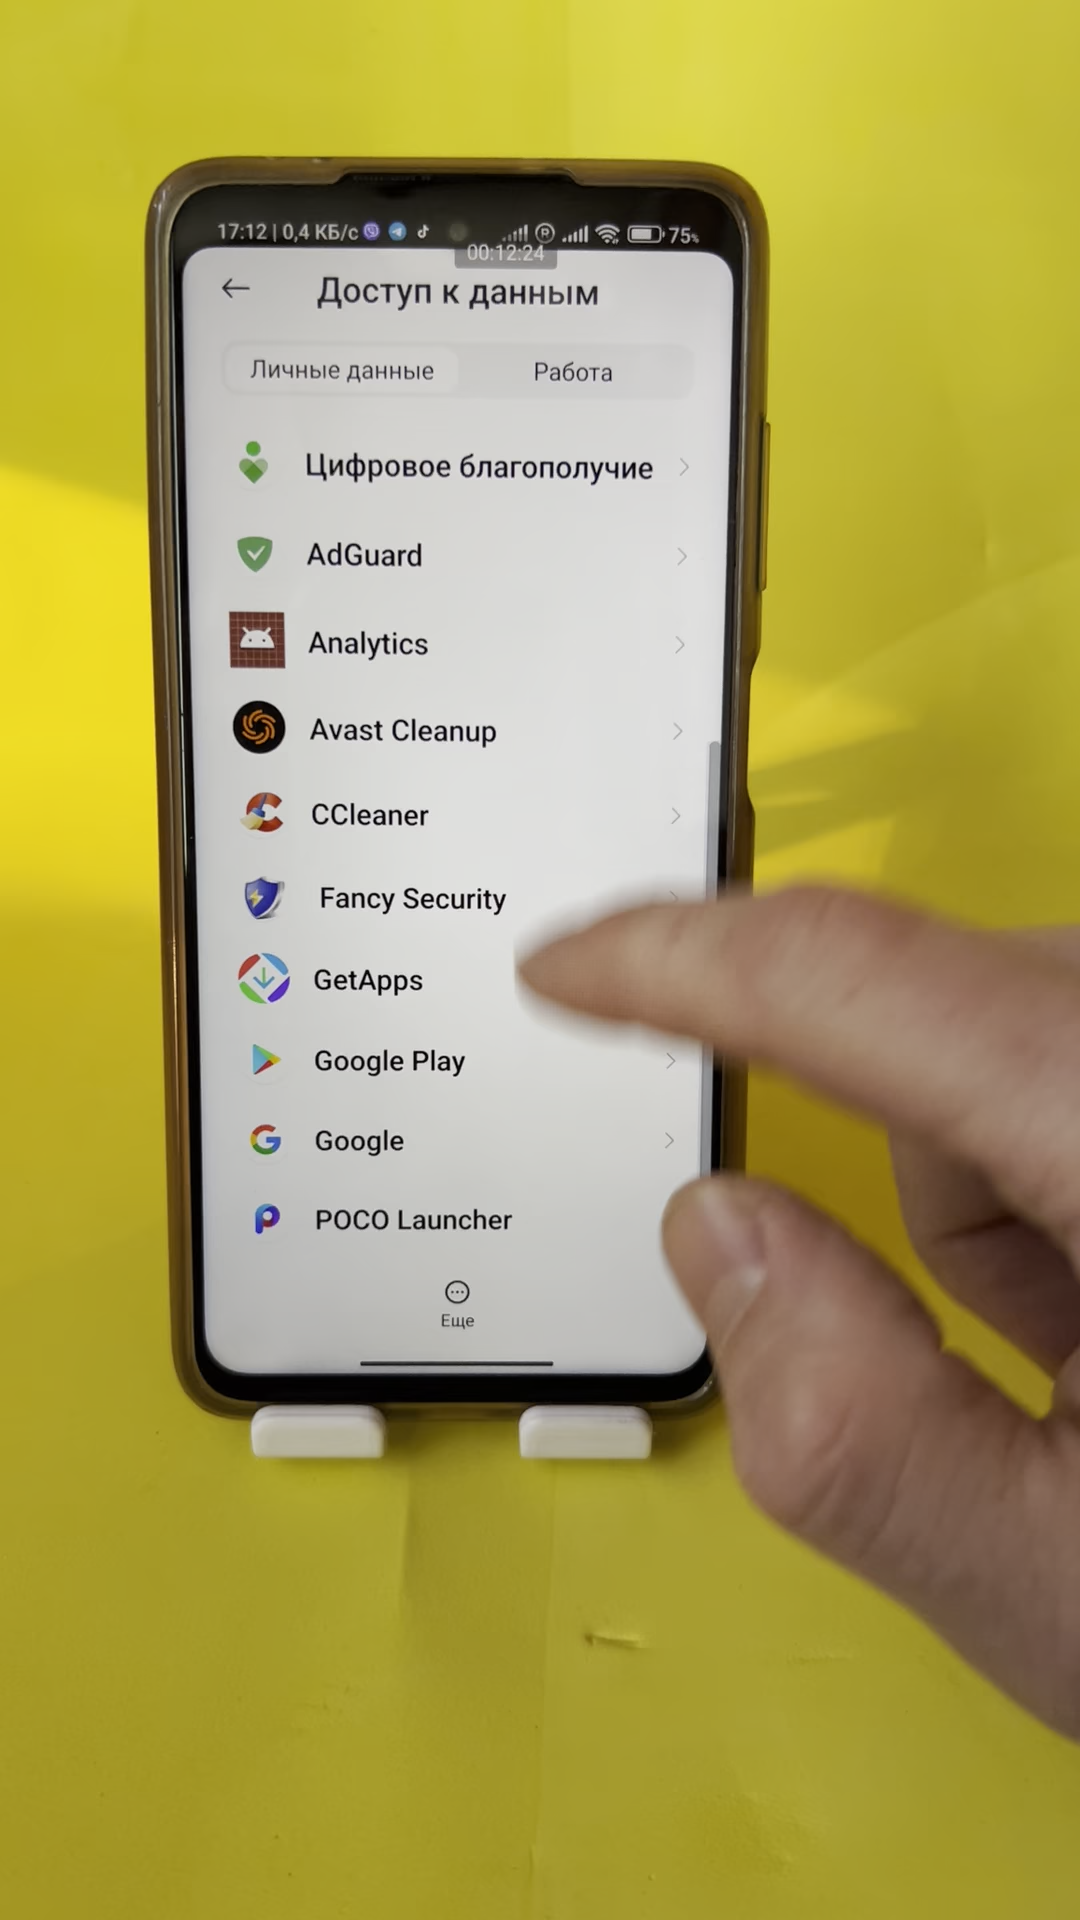 17:12 | 0,4 КБ/с 75%
00:12:24
Доступ к данным
Личные данные
Работа
Цифровое благополучие
AdGuard
Analytics
Avast Cleanup
CCleaner
Fancy Security
GetApps
Google Play
Google
POCO Launcher
Еще